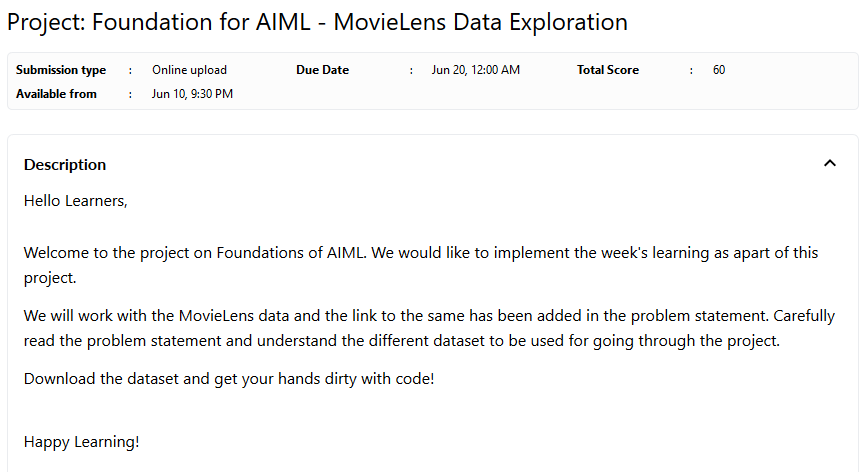 Project: Foundation for AIML - MovieLens Data Exploration
Submission type : Online upload Due Date : Jun 20, 12:00 AM Total Score : 60
Available from : Jun 10, 9:30 PM
Description
Hello Learners,
Welcome to the project on Foundations of AIML. We would like to implement the week's learning as apart of this
project.
We will work with the MovieLens data and the link to the same has been added in the problem statement. Carefully
read the problem statement and understand the different dataset to be used for going through the project.
Download the dataset and get your hands dirty with code!
Happy Learning!